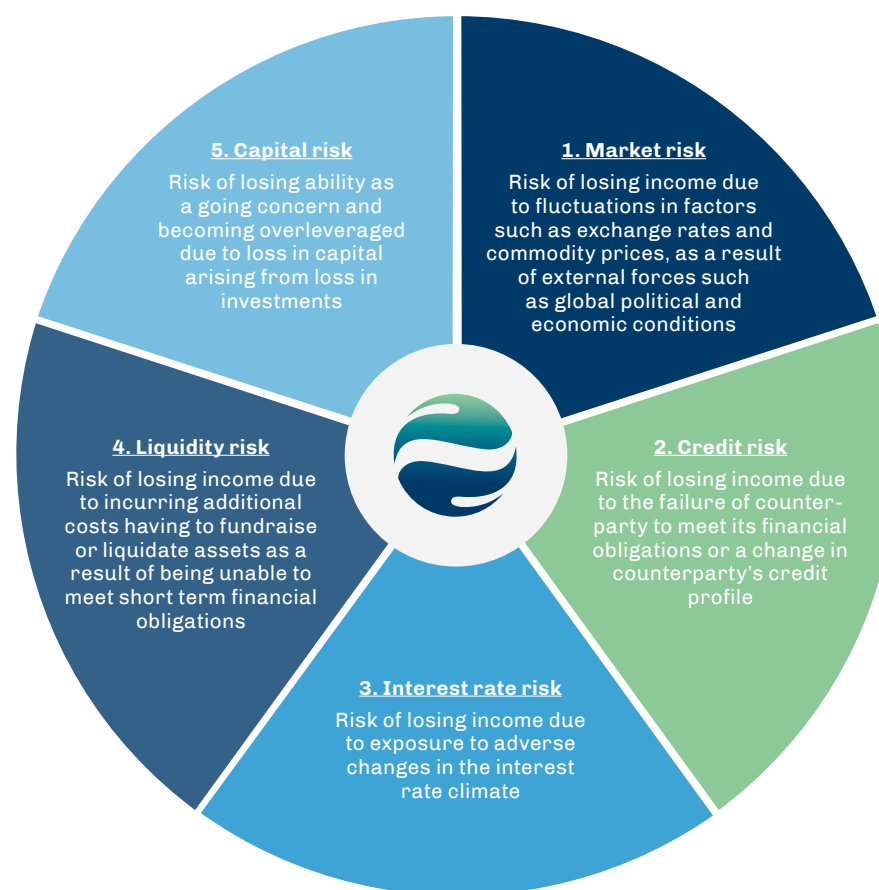 1. Market risk
Risk of losing income due
to fluctuations in factors
such as exchange rates and
commodity prices, as a result
of external forces such
as global political and
economic conditions
2. Credit risk
Risk of losing income due
to the failure of counter-
party to meet its financial
obligations or a change in
counterparty’s credit
profile
3. Interest rate risk
Risk of losing income due
to exposure to adverse
changes in the interest
rate climate
4. Liquidity risk
Risk of losing income due
to incurring additional
costs having to fundraise
or liquidate assets as a
result of being unable to
meet short term financial
obligations
5. Capital risk
Risk of losing ability as
a going concern and
becoming overleveraged
due to loss in capital
arising from loss in
investments